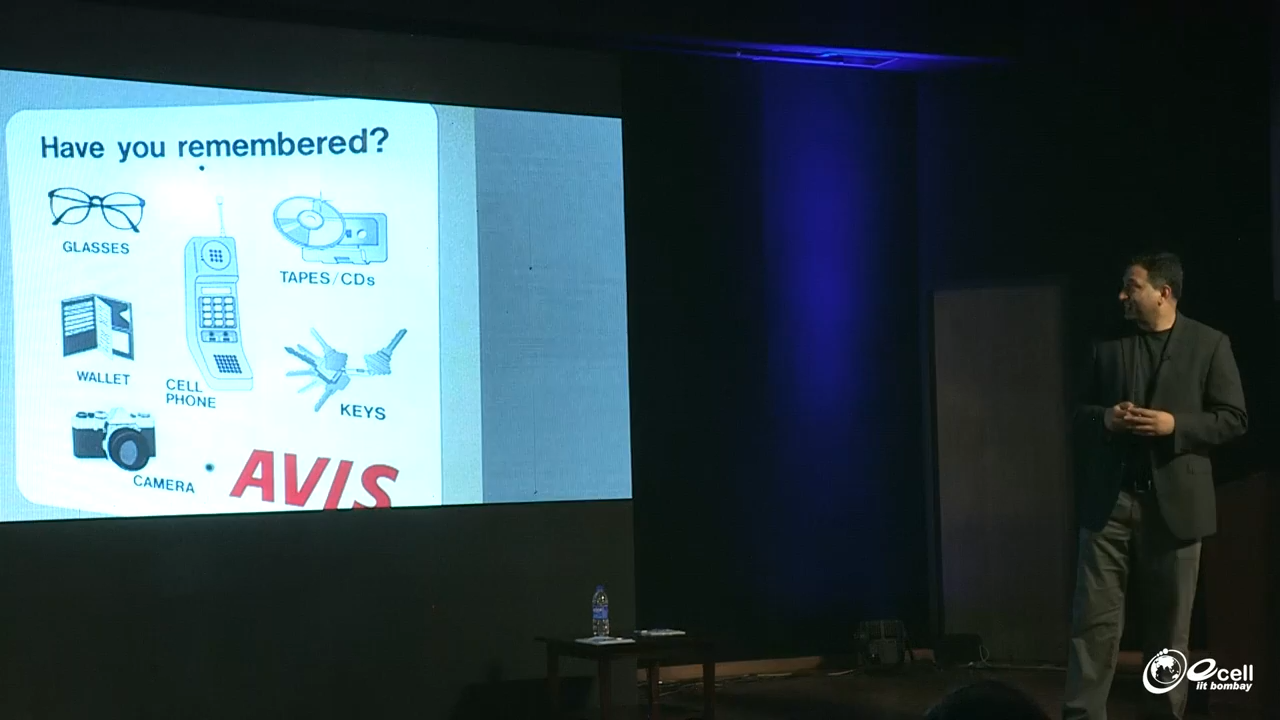 Have you remembered?
GLASSES
TAPES/CDs
WALLET
CELL
PHONE
KEYS
CAMERA
AVIS
ecell
iit bombay